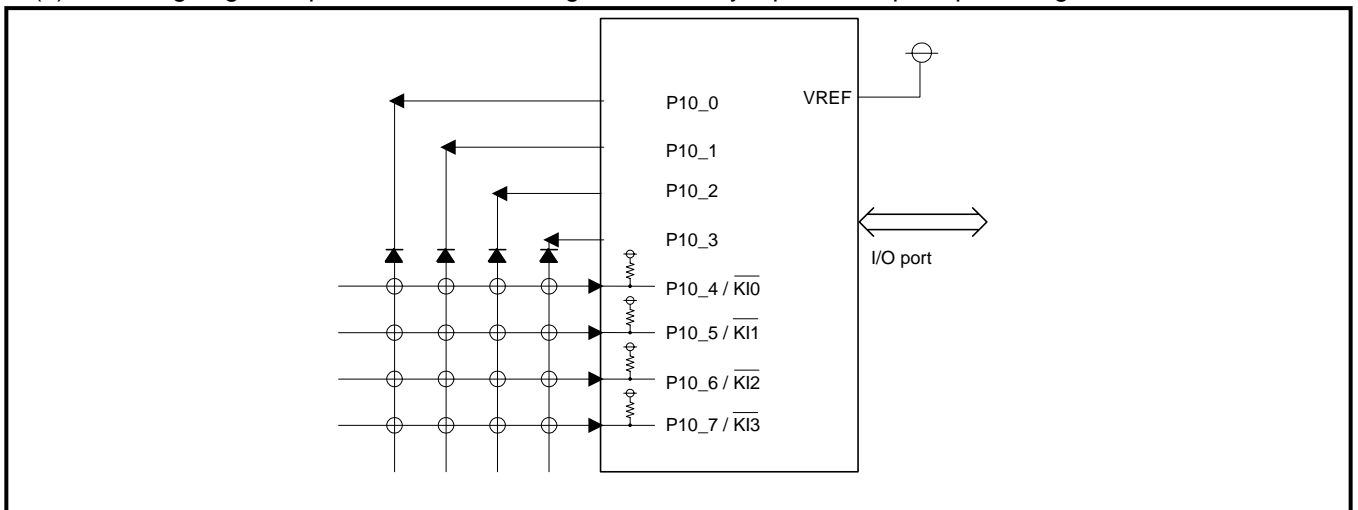 P10_0
VREF
P10_1
P10_2
P10_3
I/O port
P10_4 / KI0
P10_5 / KI1
P10_6 / KI2
P10_7 / KI3